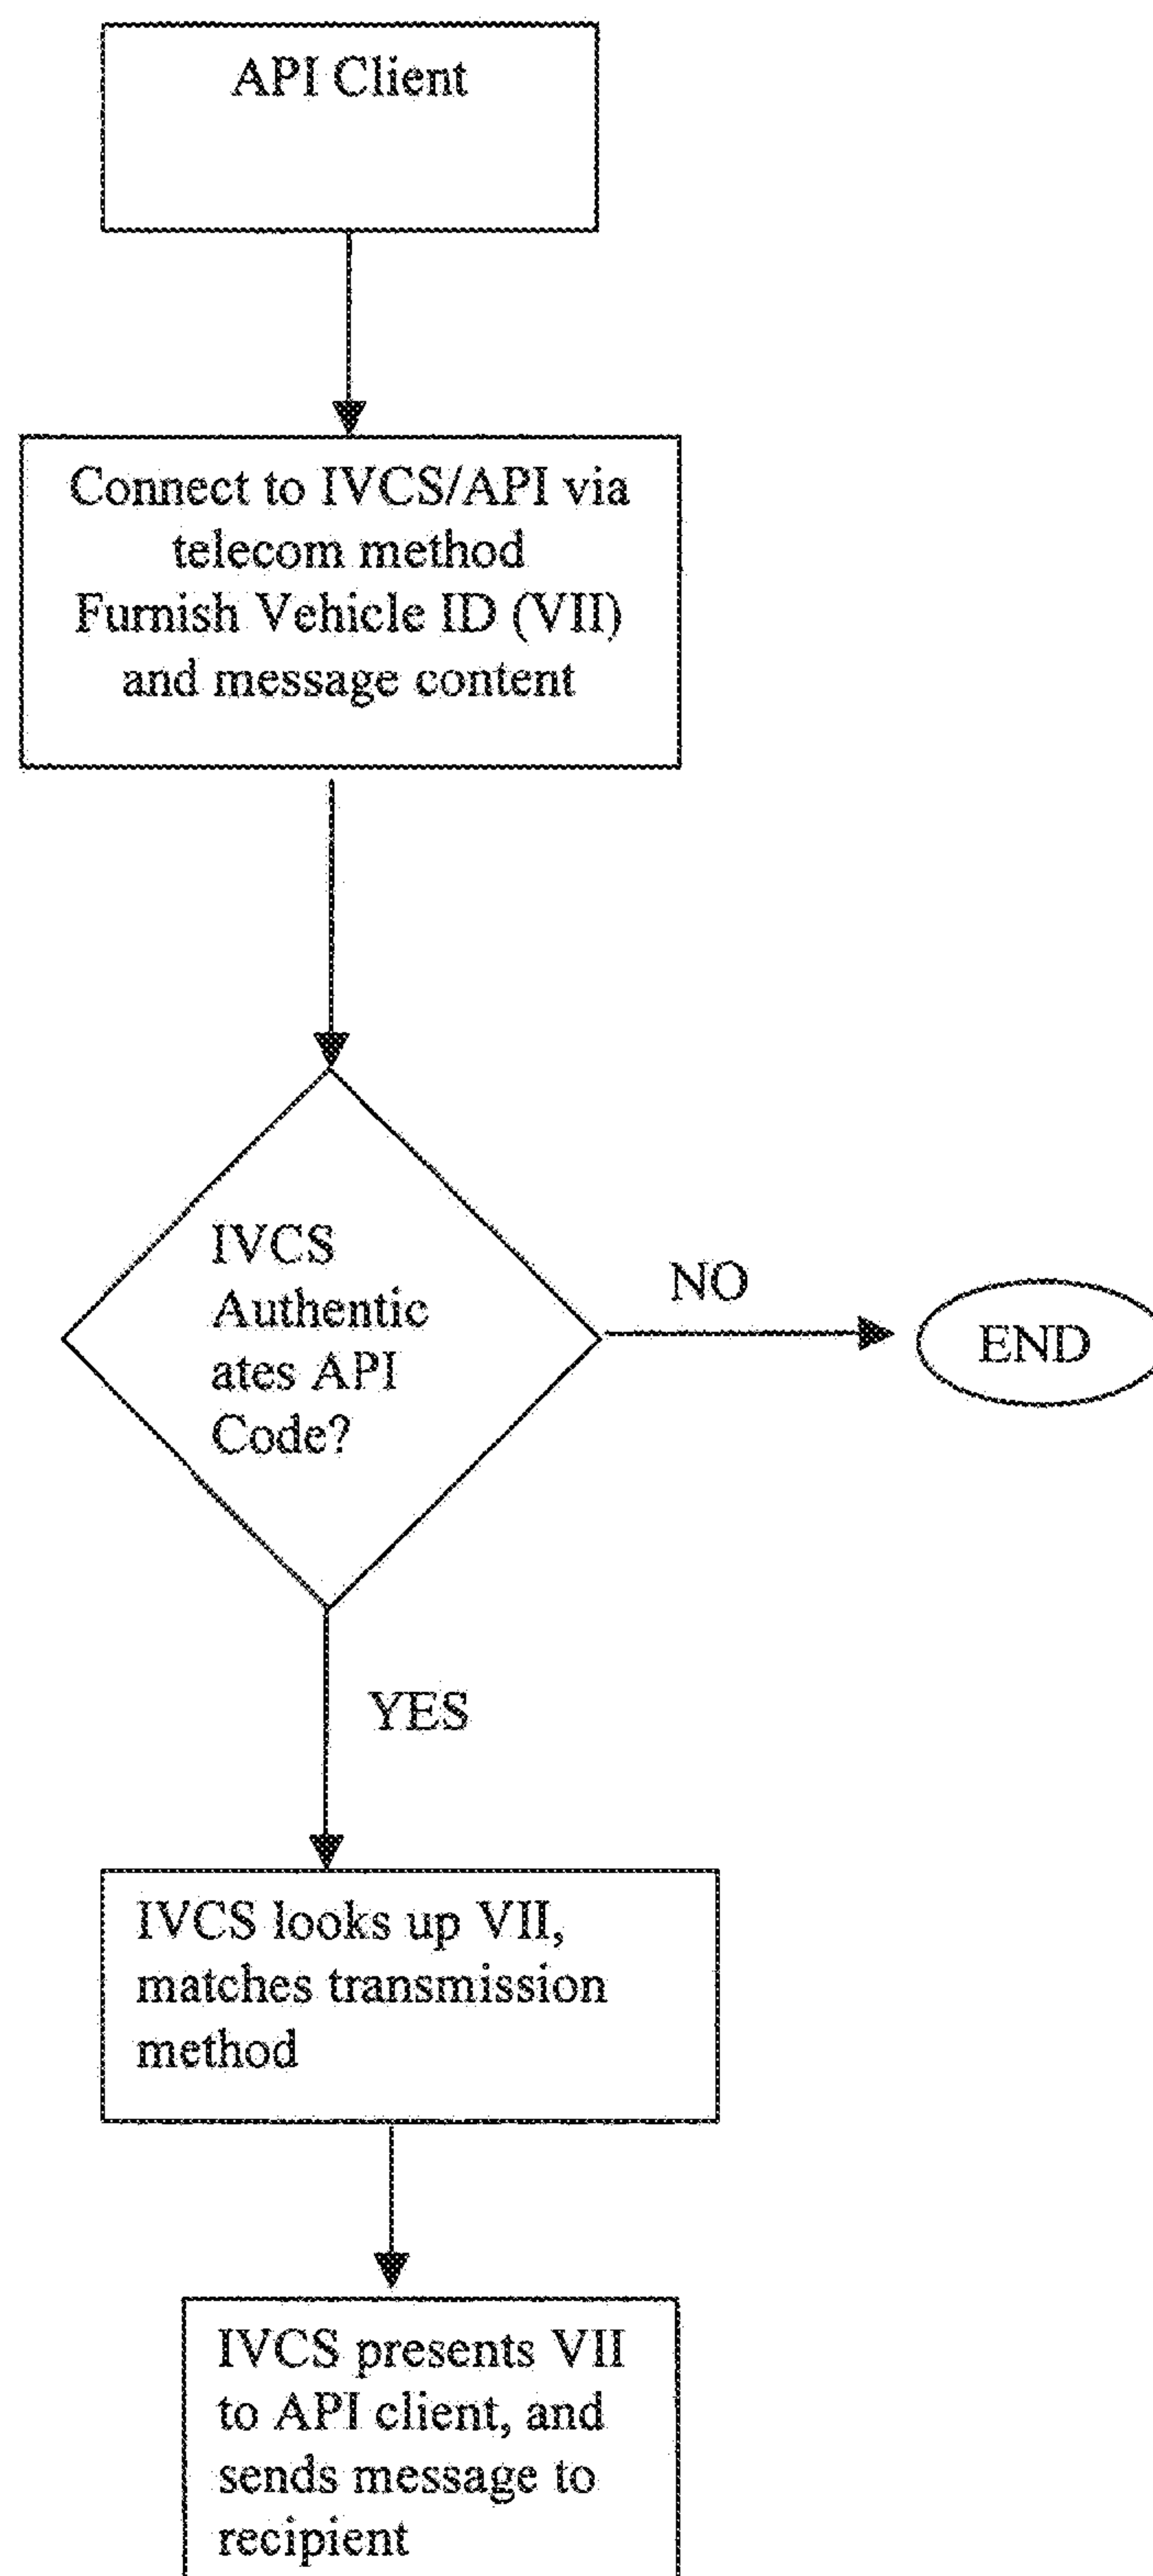 API Client
Connect to IVCS/API via
telecom method
Furnish Vehicle ID (VII)
and message content
IVCS
Authentic
ates API
Code?
NO
END
YES
IVCS looks up VII,
matches transmission
method
IVCS presents VII
to API client, and
sends message to
recipient